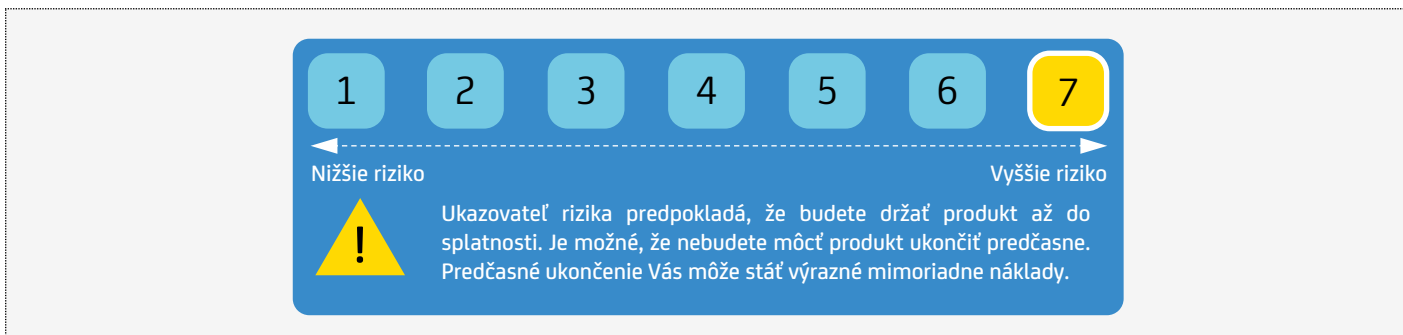 1 2 3 4 5 6 7
Nižšie riziko Vyššie riziko
!
Ukazovateľ rizika predpokladá, že budete držať produkt až do
splatnosti. Je možné, že nebudete môcť produkt ukončiť predčasne.
Predčasné ukončenie Vás môže stáť výrazné mimoriadne náklady.